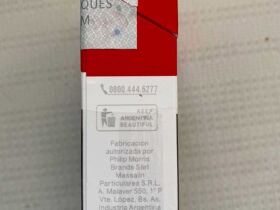 QUES
M
0800.444.6277
KEEP
ARGENTINA
BEAUTIFUL
Fabricación
autorizada por
Philip Morris
Brands Sàrl
Massalin
Particulares S.R.L.
A. Malaver 550, 1° P
Vte. López, Bs. As.
Industria Argentina